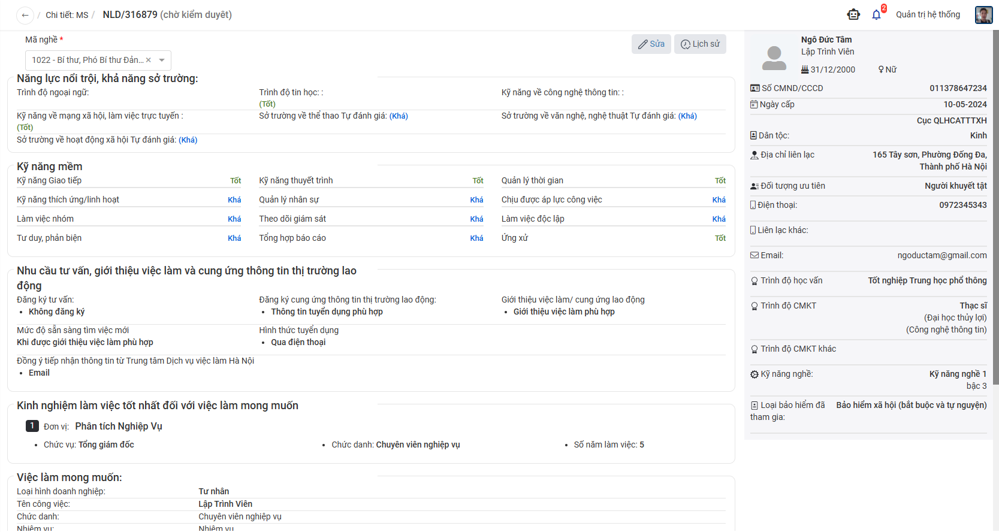 / Chi tiết: MS / NLD/316879 (chờ kiểm duyệt)
2
Quản trị hệ thống
Mã nghề *
1022 - Bí thư, Phó Bí thư Đản...
Sửa
Lịch sử
Năng lực nổi trội, khả năng sở trường:
Trình độ ngoại ngữ:
Trình độ tin học: :
(Tốt)
Kỹ năng về công nghệ thông tin: :
Kỹ năng về mạng xã hội, làm việc trực tuyến :
(Tốt)
Sở trường về thể thao Tự đánh giá: (Khá)
Sở trường về văn nghệ, nghệ thuật Tự đánh giá: (Khá)
Sở trường về hoạt động xã hội Tự đánh giá: (Khá)
Kỹ năng mềm
Kỹ năng Giao tiếp Tốt
Kỹ năng thuyết trình Tốt
Quản lý thời gian Tốt
Kỹ năng thích ứng/linh hoạt Khá
Quản lý nhân sự Khá
Chịu được áp lực công việc Khá
Làm việc nhóm Khá
Theo dõi giám sát Khá
Làm việc độc lập Khá
Tư duy, phản biện Khá
Tổng hợp báo cáo Khá
Ứng xử Tốt
Nhu cầu tư vấn, giới thiệu việc làm và cung ứng thông tin thị trường lao
động
Đăng ký tư vấn:
• Không đăng ký
Đăng ký cung ứng thông tin thị trường lao động:
• Thông tin tuyển dụng phù hợp
Giới thiệu việc làm/ cung ứng lao động
• Giới thiệu việc làm phù hợp
Mức độ sẵn sàng tìm việc mới
Khi được giới thiệu việc làm phù hợp
Hình thức tuyển dụng
• Qua điện thoại
Đồng ý tiếp nhận thông tin từ Trung tâm Dịch vụ việc làm Hà Nội
• Email
Kinh nghiệm làm việc tốt nhất đối với việc làm mong muốn
1 Đơn vị: Phân tích Nghiệp Vụ
• Chức vụ: Tổng giám đốc
• Chức danh: Chuyên viên nghiệp vụ
• Số năm làm việc: 5
Việc làm mong muốn:
Loại hình doanh nghiệp: Tư nhân
Tên công việc: Lập Trình Viên
Chức danh: Chuyên viên nghiệp vụ
Nhiệm vụ: Nhiệm vụ
Ngô Đức Tâm
Lập Trình Viên
31/12/2000 Nữ
Số CMND/CCCD 011378647234
Ngày cấp 10-05-2024
Cục QLHCATTTXH
Dân tộc: Kinh
Địa chỉ liên lạc 165 Tây sơn, Phường Đống Đa,
Thành phố Hà Nội
Đối tượng ưu tiên Người khuyết tật
Điện thoại: 0972345343
Liên lạc khác:
Email: ngoductam@gmail.com
Trình độ học vấn Tốt nghiệp Trung học phổ thông
Trình độ CMKT Thạc sĩ
(Đại học thủy lợi)
(Công nghệ thông tin)
Trình độ CMKT khác
Kỹ năng nghề: Kỹ năng nghề 1
bậc 3
Loại bảo hiểm đã Bảo hiểm xã hội (bắt buộc và tự nguyện)
tham gia: